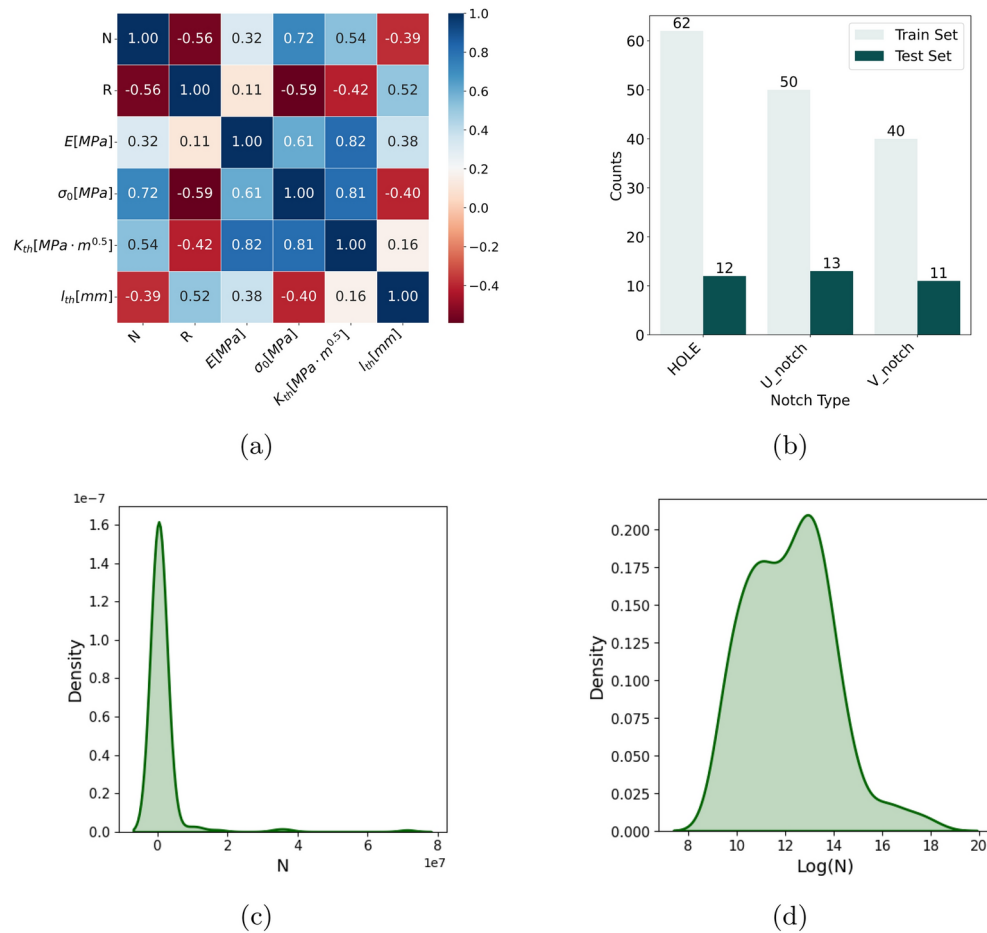 N 1.00 -0.56 0.32 0.72 0.54 -0.39
R -0.56 1.00 0.11 -0.59 -0.42 0.52
E[MPa] 0.32 0.11 1.00 0.61 0.82 0.38
σ₀[MPa] 0.72 -0.59 0.61 1.00 0.81 -0.40
K_th[MPa · m^0.5] 0.54 -0.42 0.82 0.81 1.00 0.16
l_th[mm] -0.39 0.52 0.38 -0.40 0.16 1.00
N R E[MPa] σ₀[MPa] K_th[MPa · m^0.5] l_th[mm]
1.0
0.8
0.6
0.4
0.2
0.0
−0.2
−0.4
(a)
Train Set
Test Set
62
50
40
12
13
11
Counts
60
50
40
30
20
10
0
HOLE U_notch V_notch
Notch Type
(b)
1e−7
1.6
1.4
1.2
1.0
0.8
0.6
0.4
0.2
0.0
Density
0 2 4 6 8
1e7
N
(c)
0.200
0.175
0.150
0.125
0.100
0.075
0.050
0.025
0.000
Density
8 10 12 14 16 18 20
Log(N)
(d)